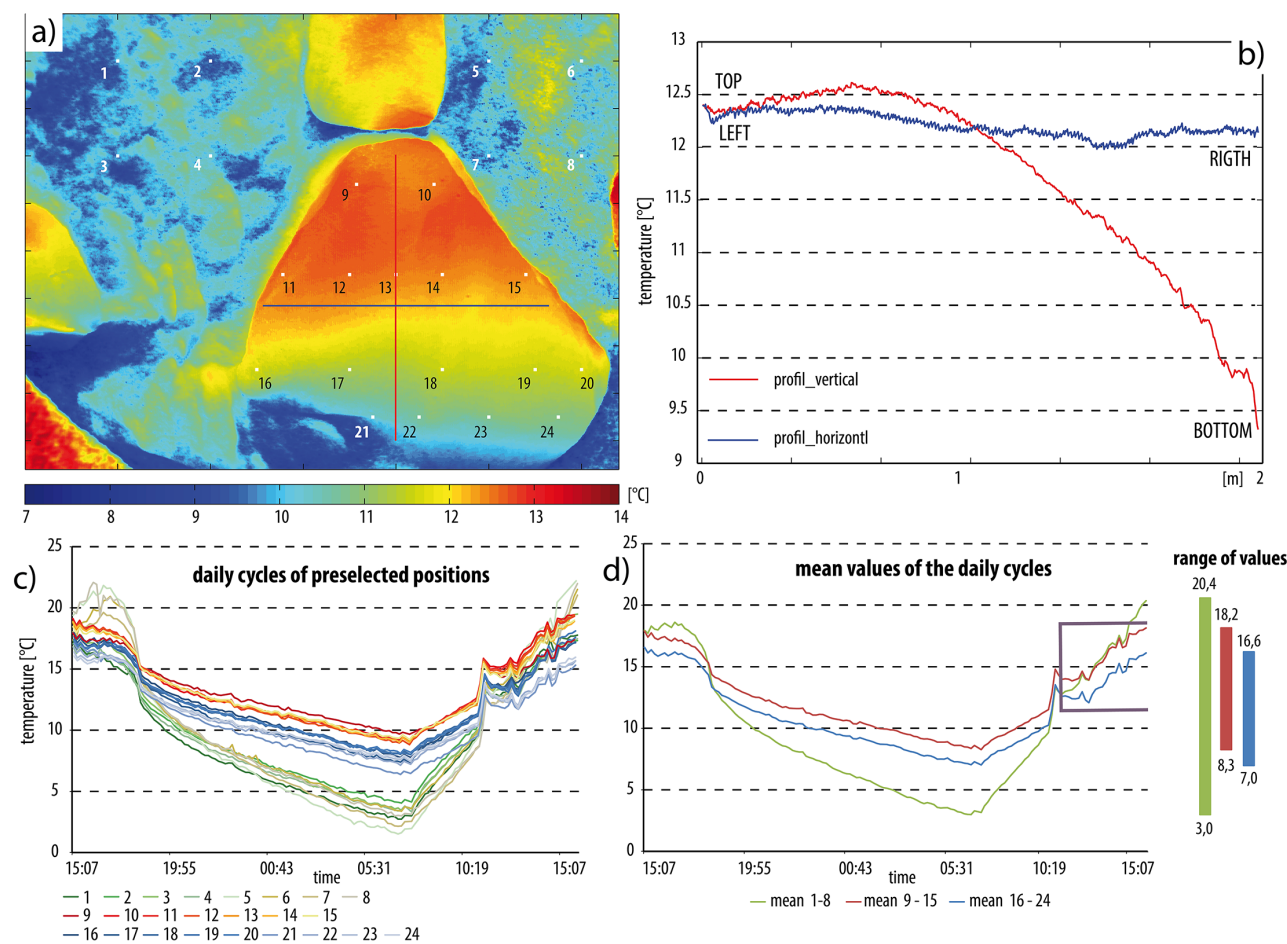 a)
1 2 5 6
3 4 7 8
9 10
11 12 13 14 15
16 17 18 19 20
21 22 23 24
[°C]
7 8 9 10 11 12 13 14
b)
13
12.5
12
11.5
11
10.5
10
9.5
9
temperature [°C]
TOP
LEFT
RIGTH
BOTTOM
profil_vertical
profil_horizontl
0 1 [m] 2
c)
daily cycles of preselected positions
25
20
15
10
5
0
temperature [°C]
15:07 19:55 00:43 05:31 10:19 15:07
time
1 2 3 4 5 6 7 8
9 10 11 12 13 14 15
16 17 18 19 20 21 22 23 24
d)
mean values of the daily cycles
25
20
15
10
5
0
15:07 19:55 00:43 05:31 10:19 15:07
time
mean 1-8 mean 9 - 15 mean 16 - 24
range of values
20,4
18,2
16,6
8,3
7,0
3,0